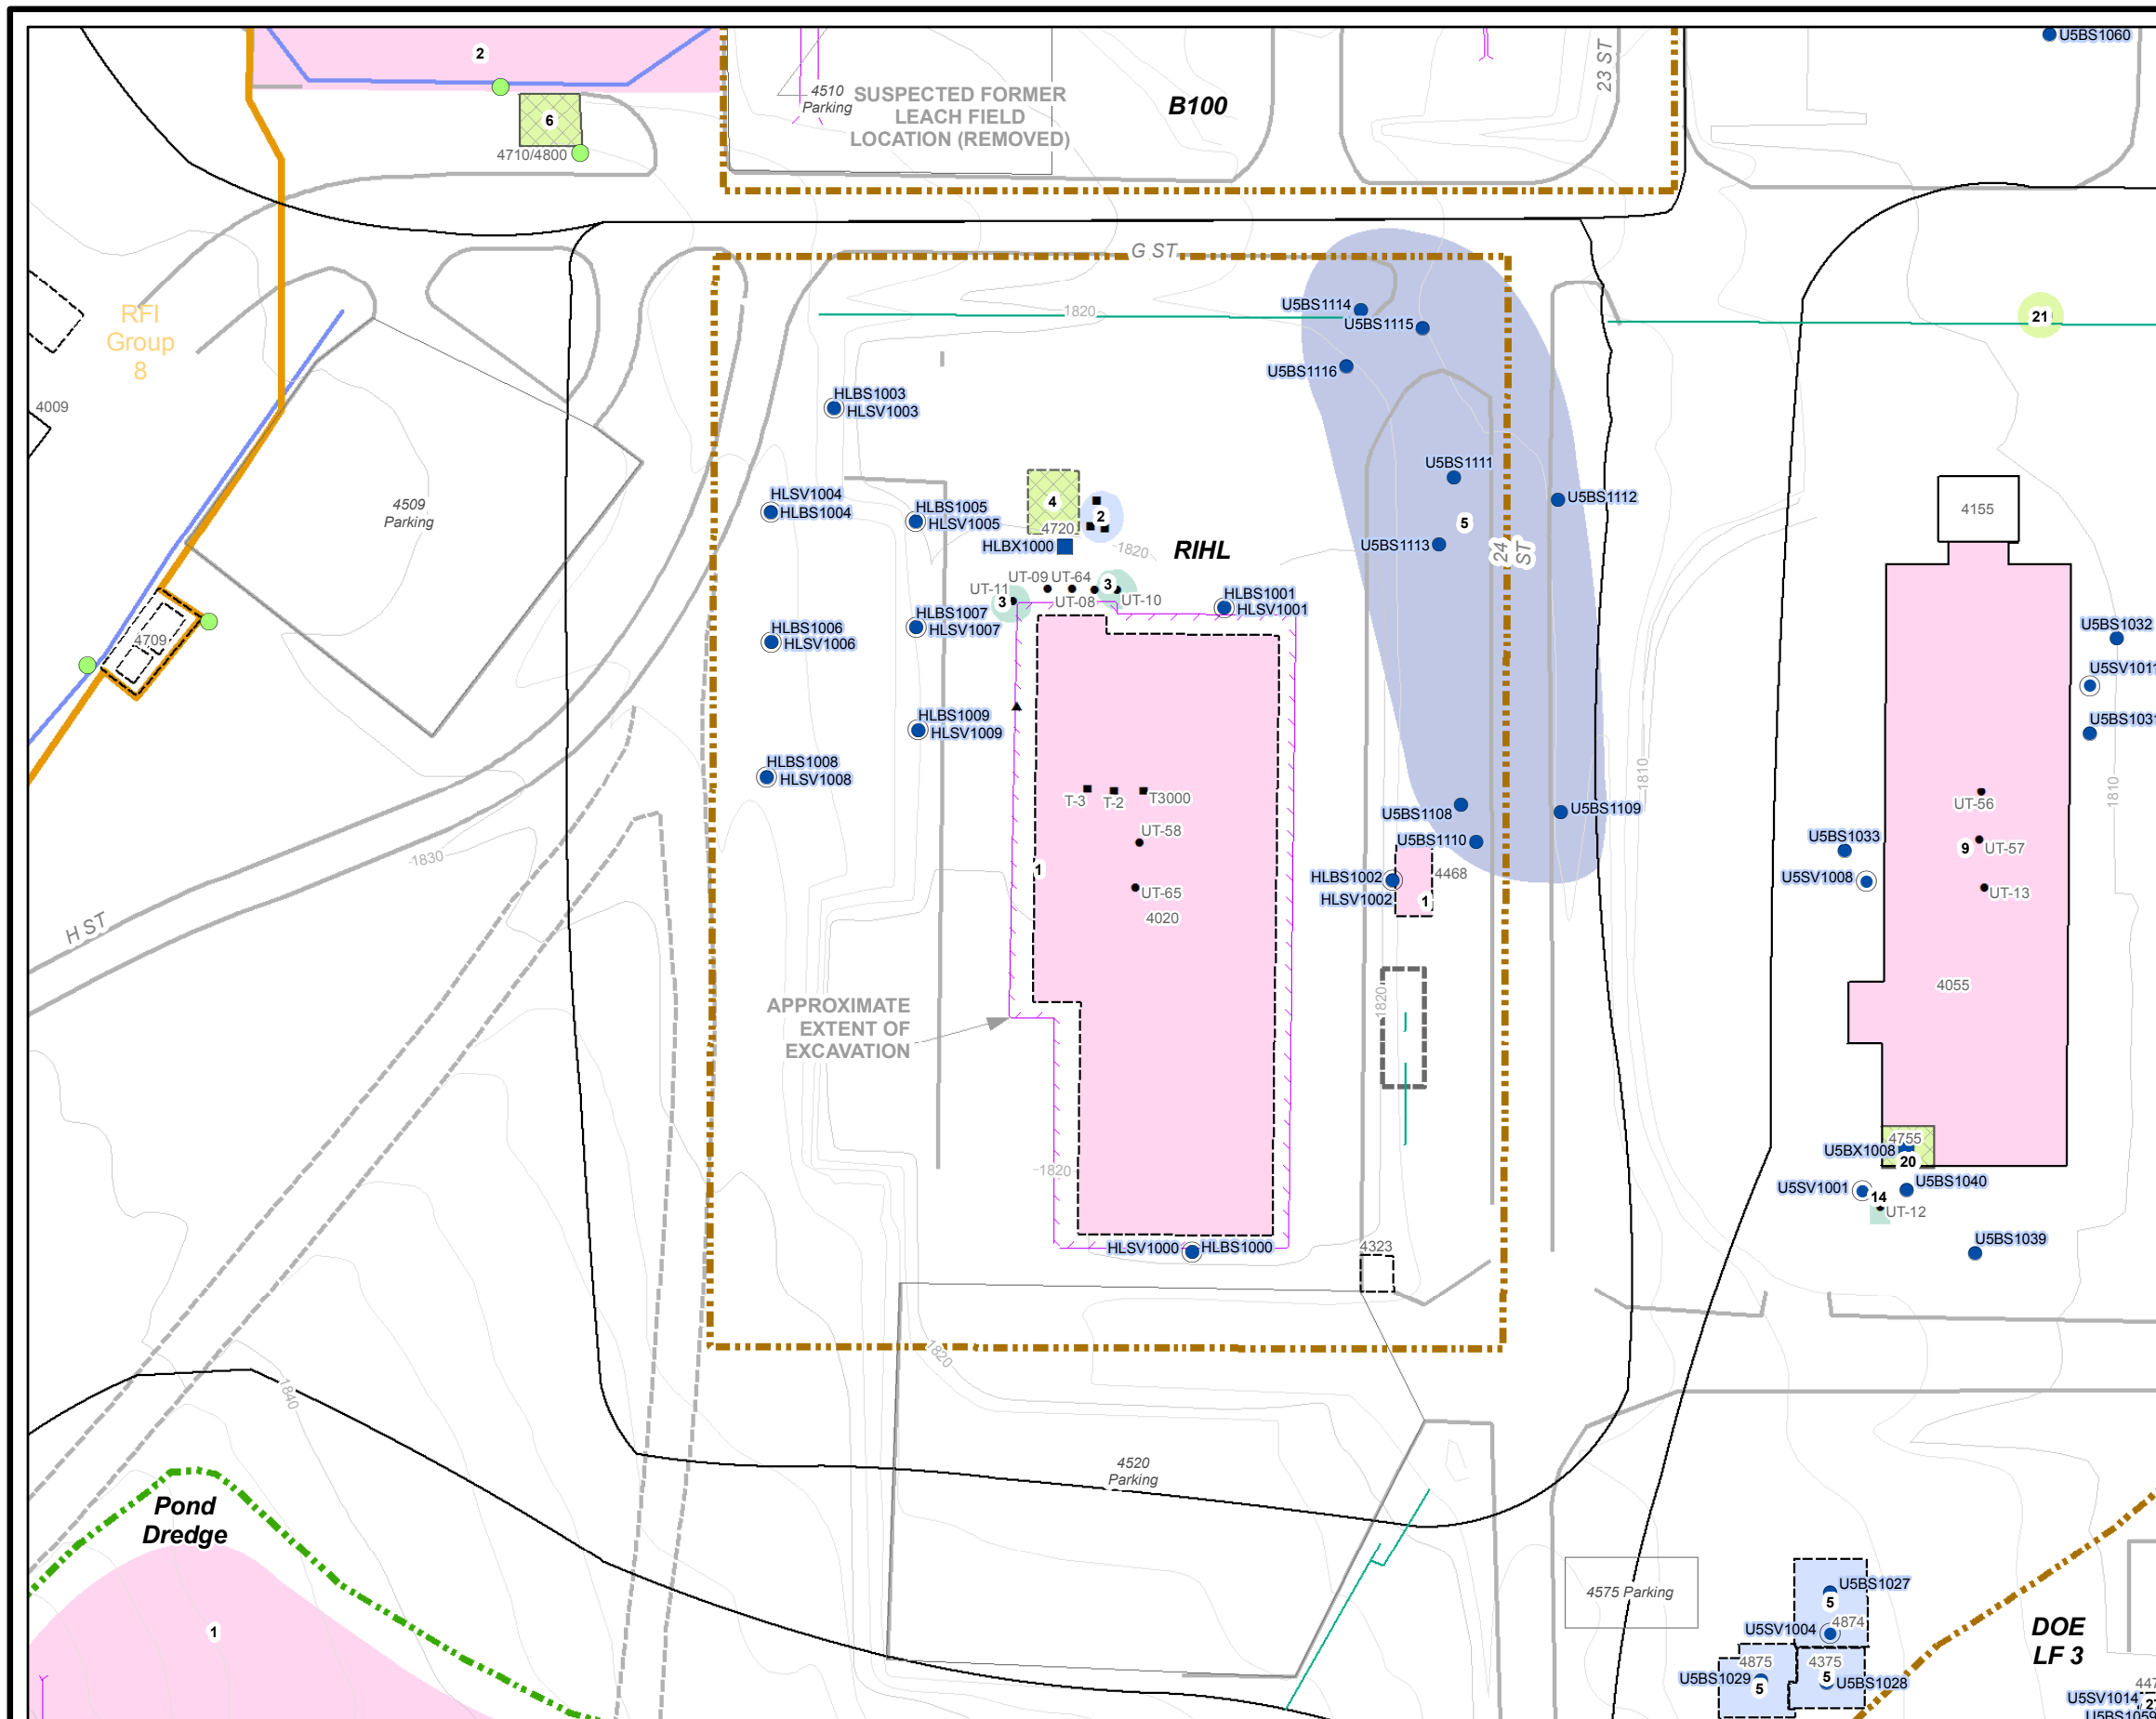 2
U5BS1060
23 ST
4510
Parking
SUSPECTED FORMER
LEACH FIELD
LOCATION (REMOVED)
B100
6
4710/4800
G ST
RFI
Group
8
1820
U5BS1114
U5BS1115
21
U5BS1116
4009
HLBS1003
HLSV1003
U5BS1111
4509
Parking
HLSV1004
HLBS1004
HLBS1005
HLSV1005
4
2
4720
U5BS1112
5
4155
HLBX1000
1820
RIHL
U5BS1113
24
ST
UT-11
UT-09
UT-64
3
3
UT-08
UT-10
HLBS1001
HLSV1001
4709
HLBS1006
HLSV1006
HLBS1007
HLSV1007
U5BS1032
U5SV1011
HLBS1009
HLSV1009
U5BS1031
HLBS1008
HLSV1008
1810
1810
T-3
T-2
T3000
UT-56
U5BS1108
U5BS1109
UT-58
U5BS1110
U5BS1033
9
UT-57
1830
1
HLBS1002
HLSV1002
4468
1
U5SV1008
UT-65
UT-13
4020
H ST
4055
APPROXIMATE
EXTENT OF
EXCAVATION
1820
4755
U5BX1008
20
1820
U5SV1001
14
U5BS1040
UT-12
HLSV1000
HLBS1000
4323
U5BS1039
1820
1840
4520
Parking
Pond
Dredge
4575 Parking
U5BS1027
5
4874
U5SV1004
1
DOE
LF 3
4875
4375
U5BS1029
5
5
U5BS1028
447
U5SV1014
2
U5BS1059